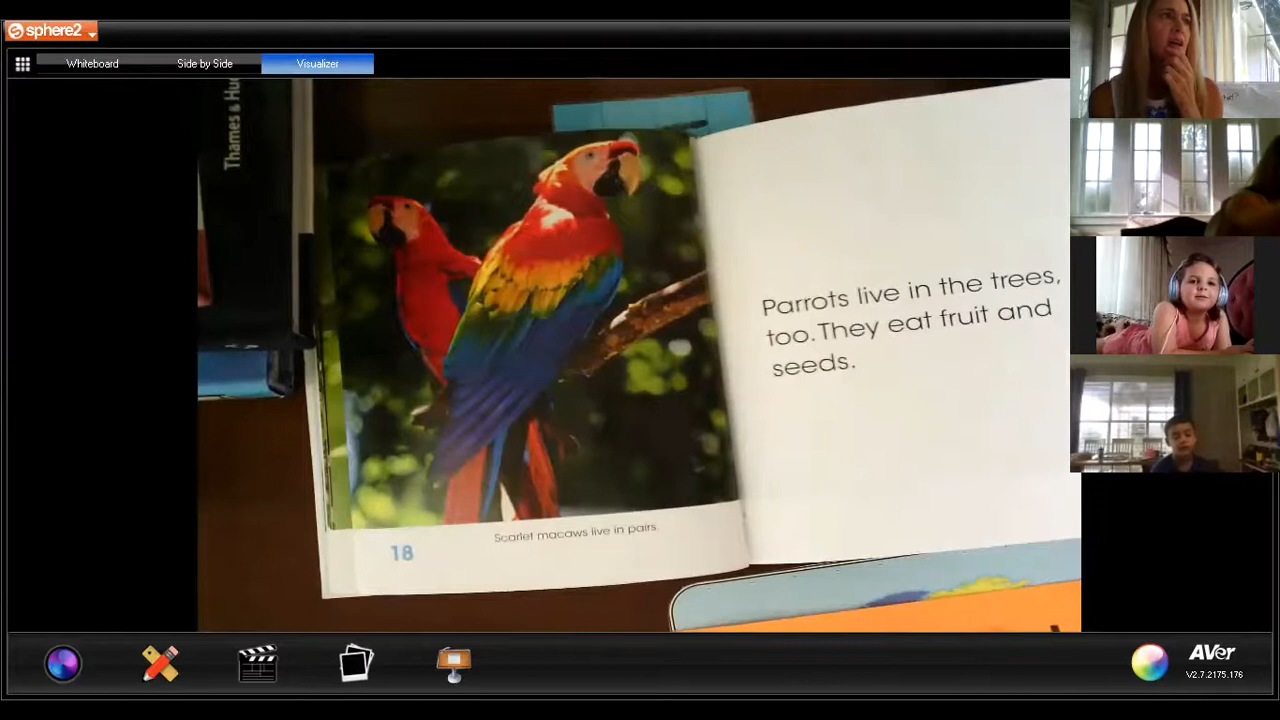 sphere2
Whiteboard
Side by Side
Visualizer
Thames & Hu
Parrots live in the trees,
too. They eat fruit and
seeds.
Scarlet macaws live in pairs.
18
AVer
V2.7.2175.176